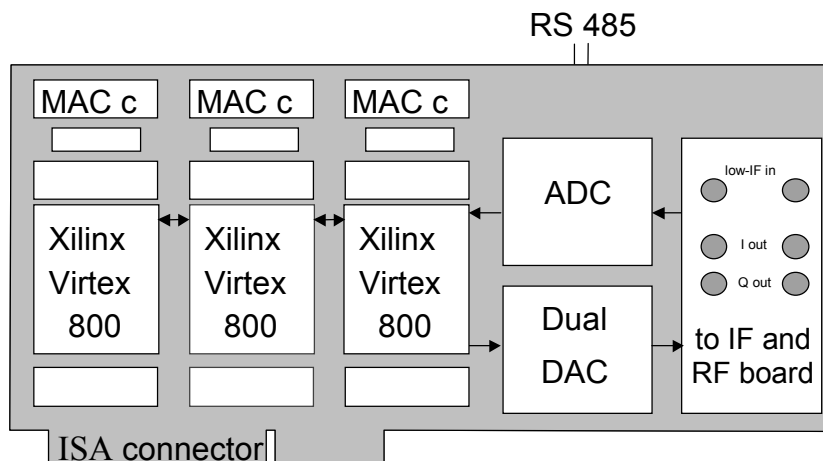 RS 485
MAC c
MAC c
MAC c
low-IF in
ADC
Xilinx
Virtex
800
Xilinx
Virtex
800
Xilinx
Virtex
800
I out
Q out
Dual
DAC
to IF and
RF board
ISA connector